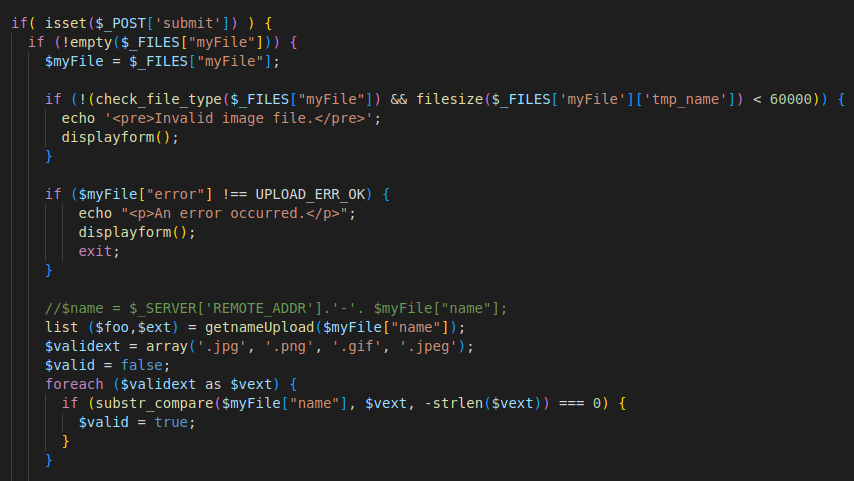 if( isset($_POST['submit']) ) {
if (!empty($_FILES["myFile"])) {
$myFile = $_FILES["myFile"];
if (!(check_file_type($_FILES["myFile"]) && filesize($_FILES['myFile']['tmp_name']) < 60000)) {
echo '<pre>Invalid image file.</pre>';
displayform();
}
if ($myFile["error"] !== UPLOAD_ERR_OK) {
echo "<p>An error occurred.</p>";
displayform();
exit;
}
//$name = $_SERVER['REMOTE_ADDR'].'-'. $myFile["name"];
list ($foo,$ext) = getnameUpload($myFile["name"]);
$validext = array('.jpg', '.png', '.gif', '.jpeg');
$valid = false;
foreach ($validext as $vext) {
if (substr_compare($myFile["name"], $vext, -strlen($vext)) === 0) {
$valid = true;
}
}